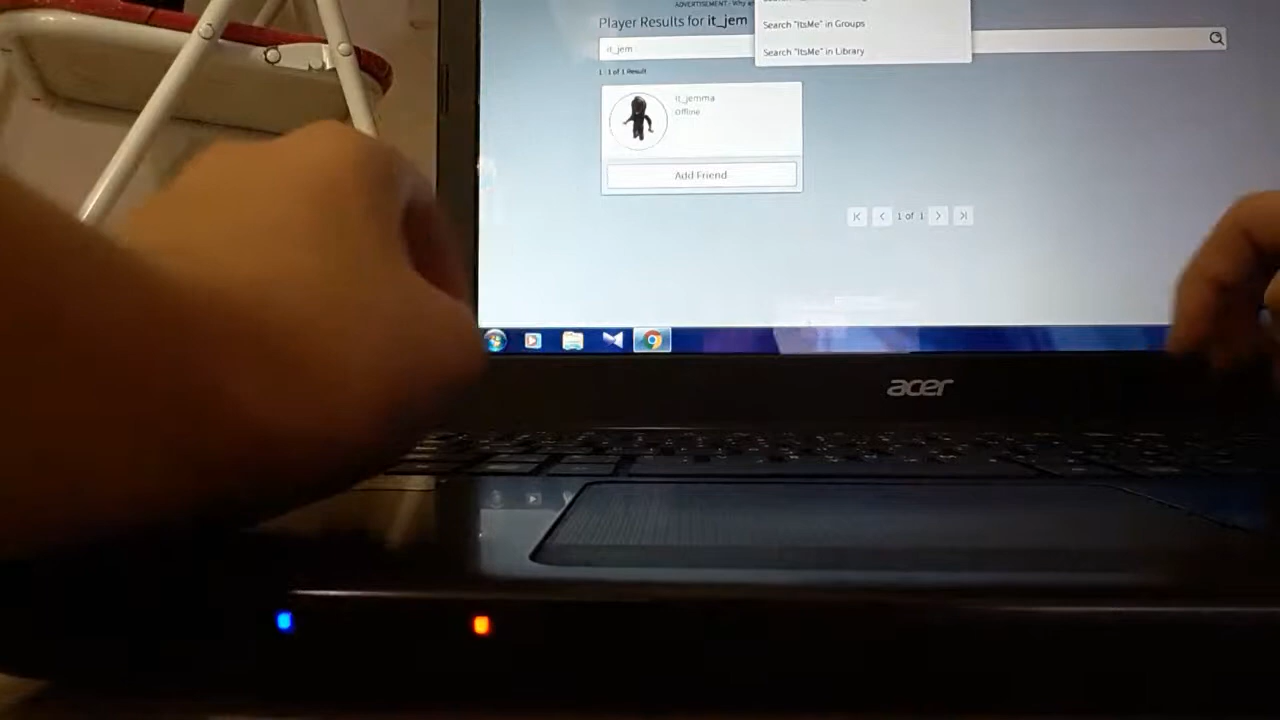 ADVERTISEMENT
Player Results for it_jem
Search "ItsMe" in Groups
it_jem
Search "ItsMe" in Library
1 - 1 of 1 Result
it_jemma
Offline
Add Friend
1 of 1
acer